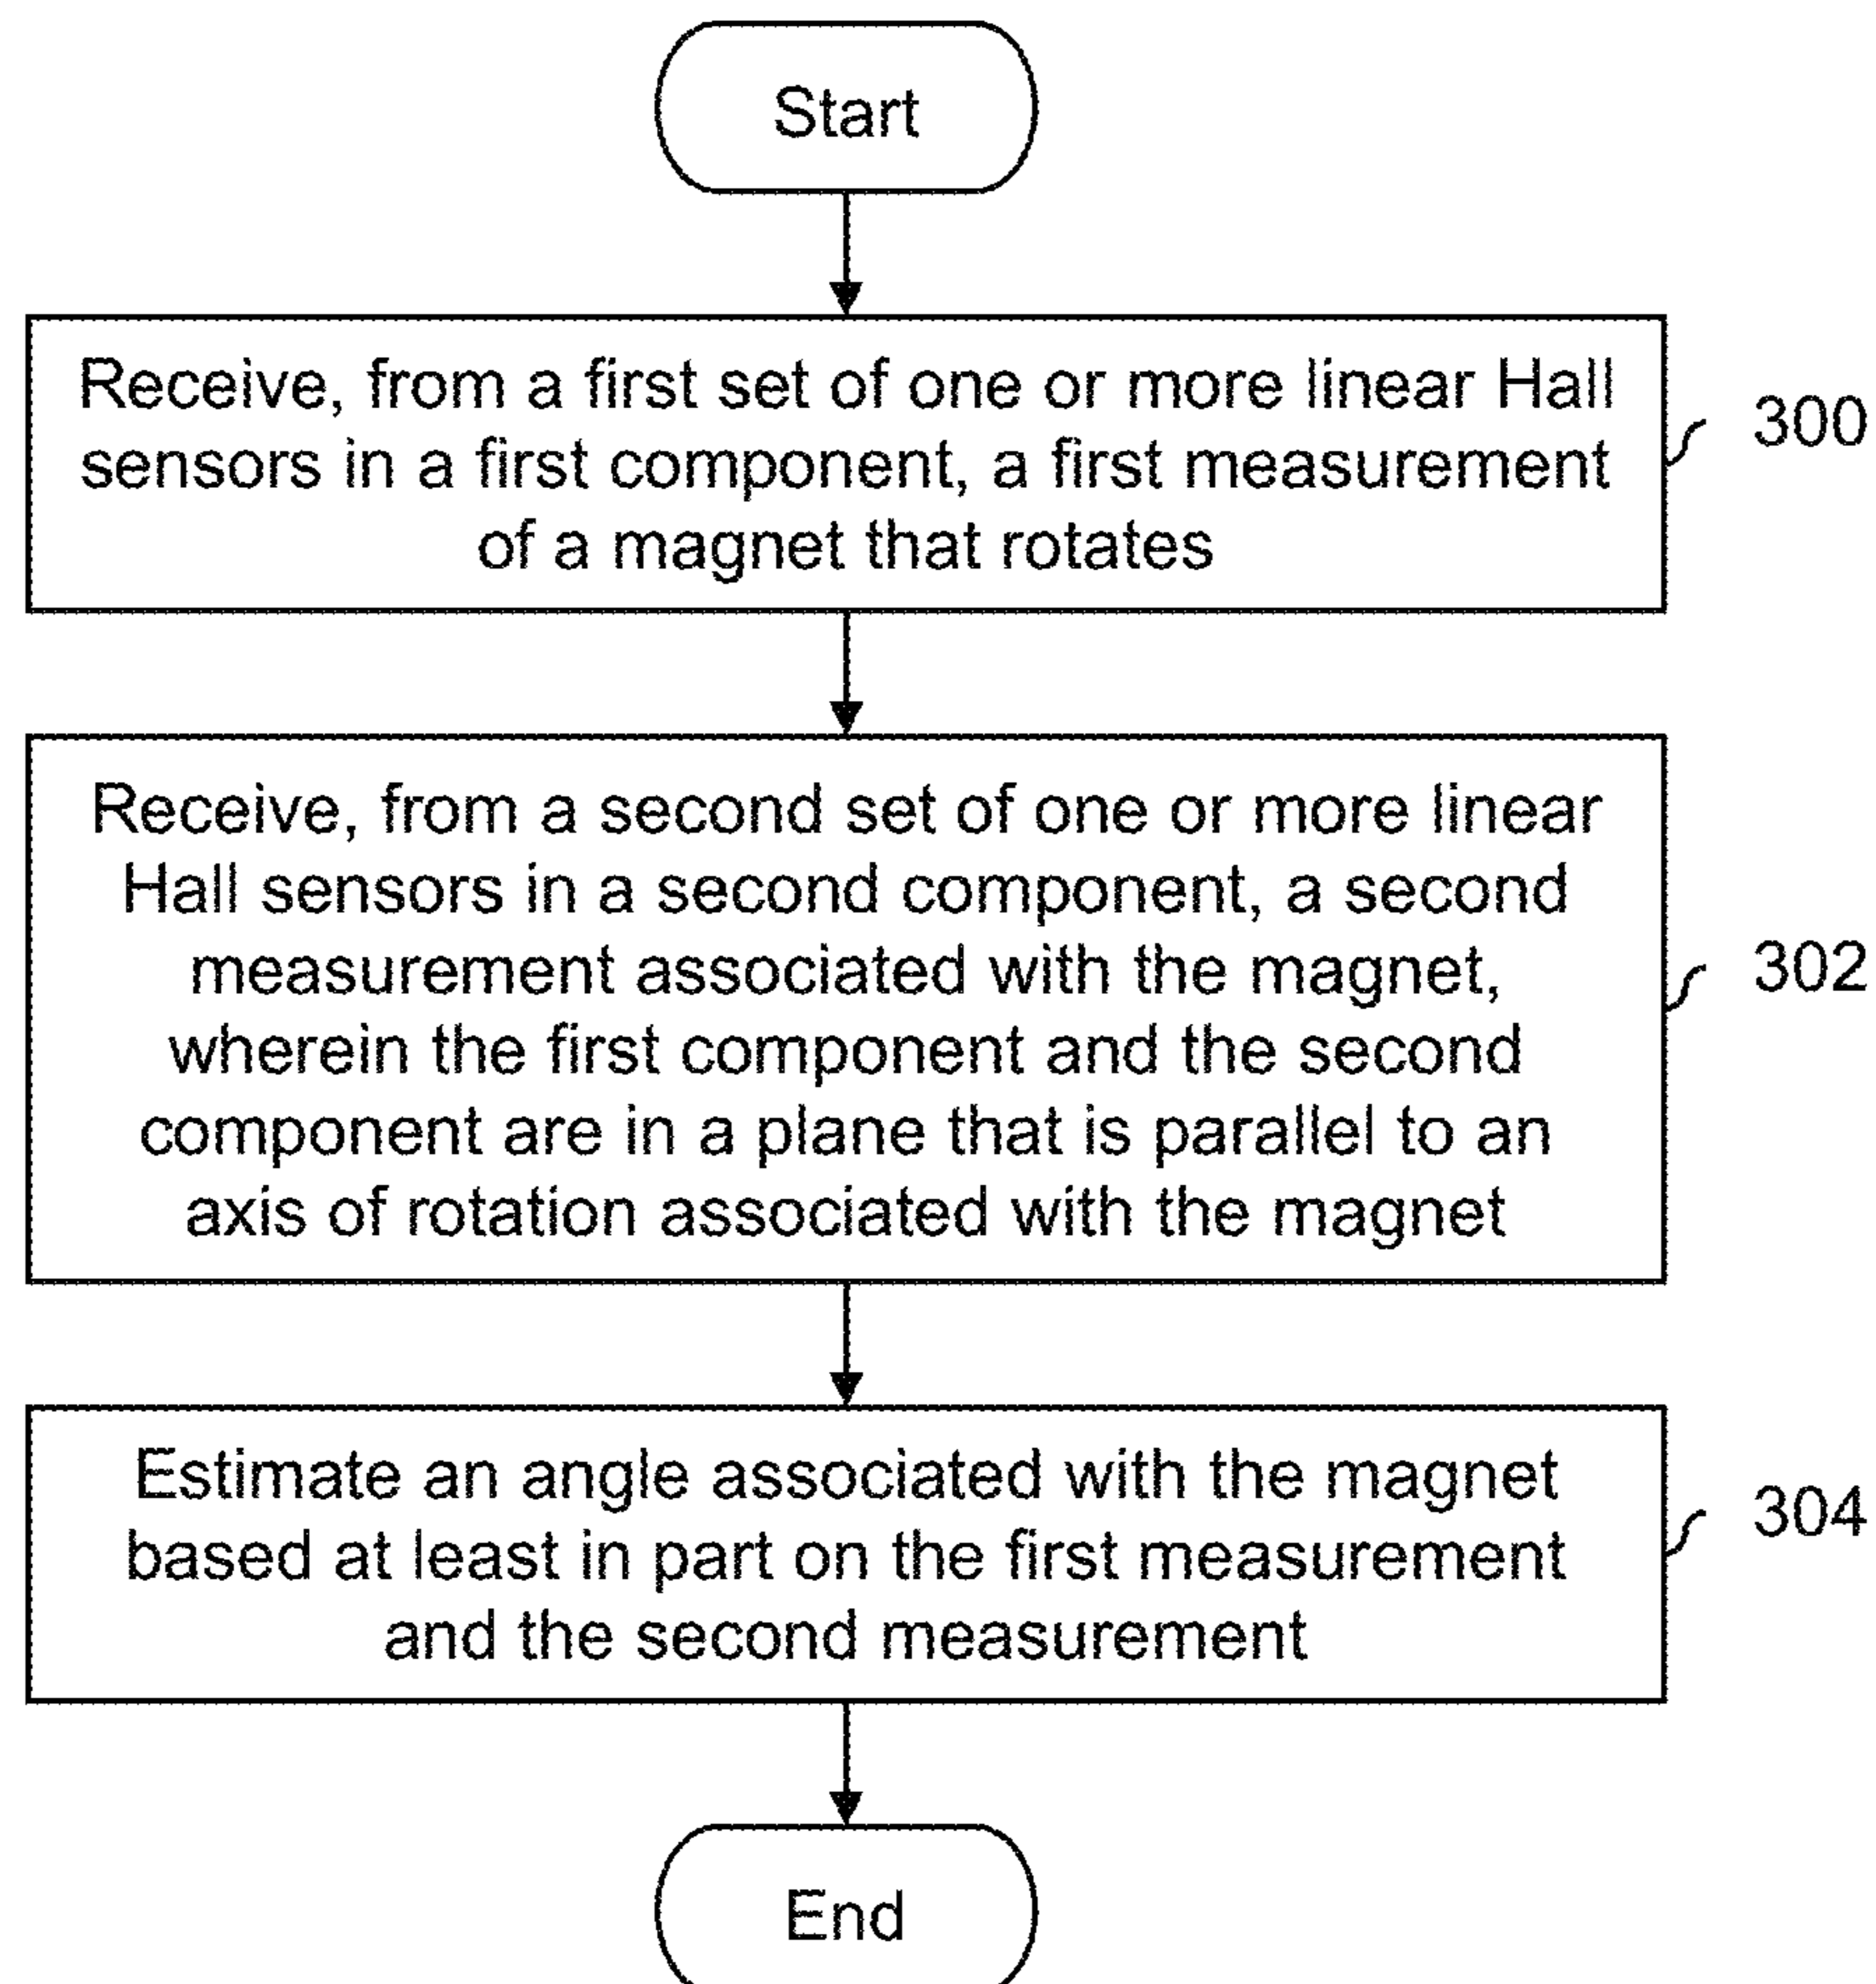 Start
Receive, from a first set of one or more linear Hall
sensors in a first component, a first measurement
of a magnet that rotates
300
Receive, from a second set of one or more linear
Hall sensors in a second component, a second
measurement associated with the magnet,
wherein the first component and the second
component are in a plane that is parallel to an
axis of rotation associated with the magnet
302
Estimate an angle associated with the magnet
based at least in part on the first measurement
and the second measurement
304
End